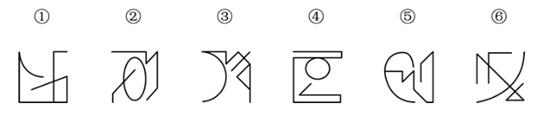 ① ② ③ ④ ⑤ ⑥